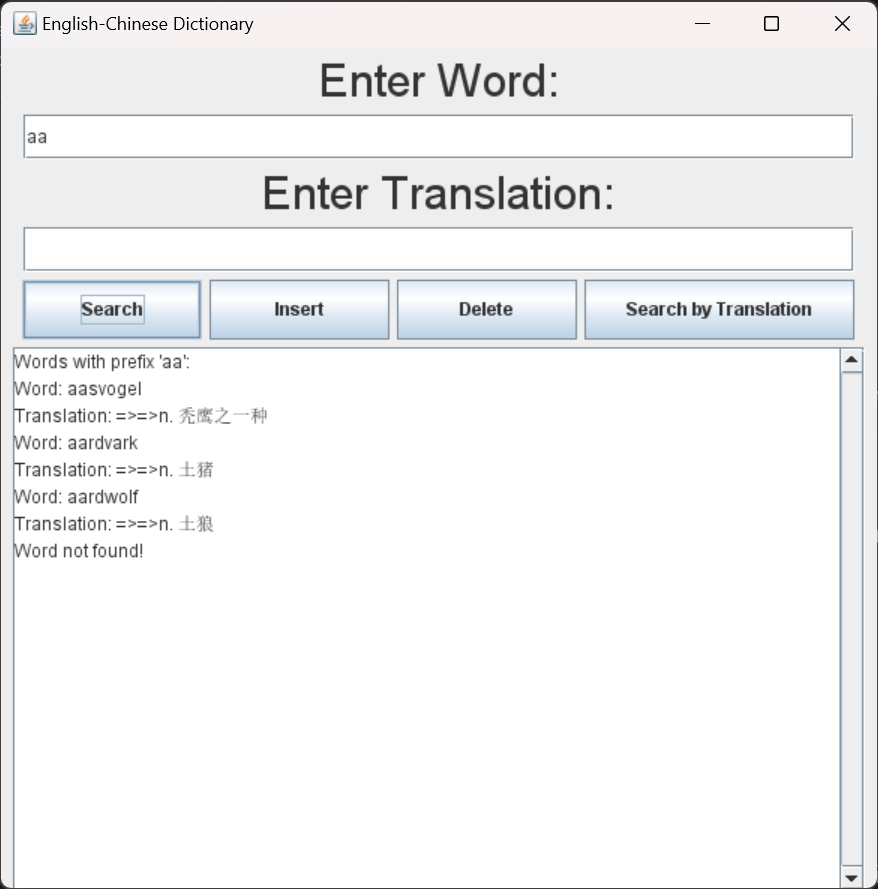 English-Chinese Dictionary
Enter Word:
aa
Enter Translation:
Search Insert Delete Search by Translation
Words with prefix 'aa':
Word: aasvogel
Translation: =>=>n. 秃鹰之一种
Word: aardvark
Translation: =>=>n. 土猪
Word: aardwolf
Translation: =>=>n. 土狼
Word not found!